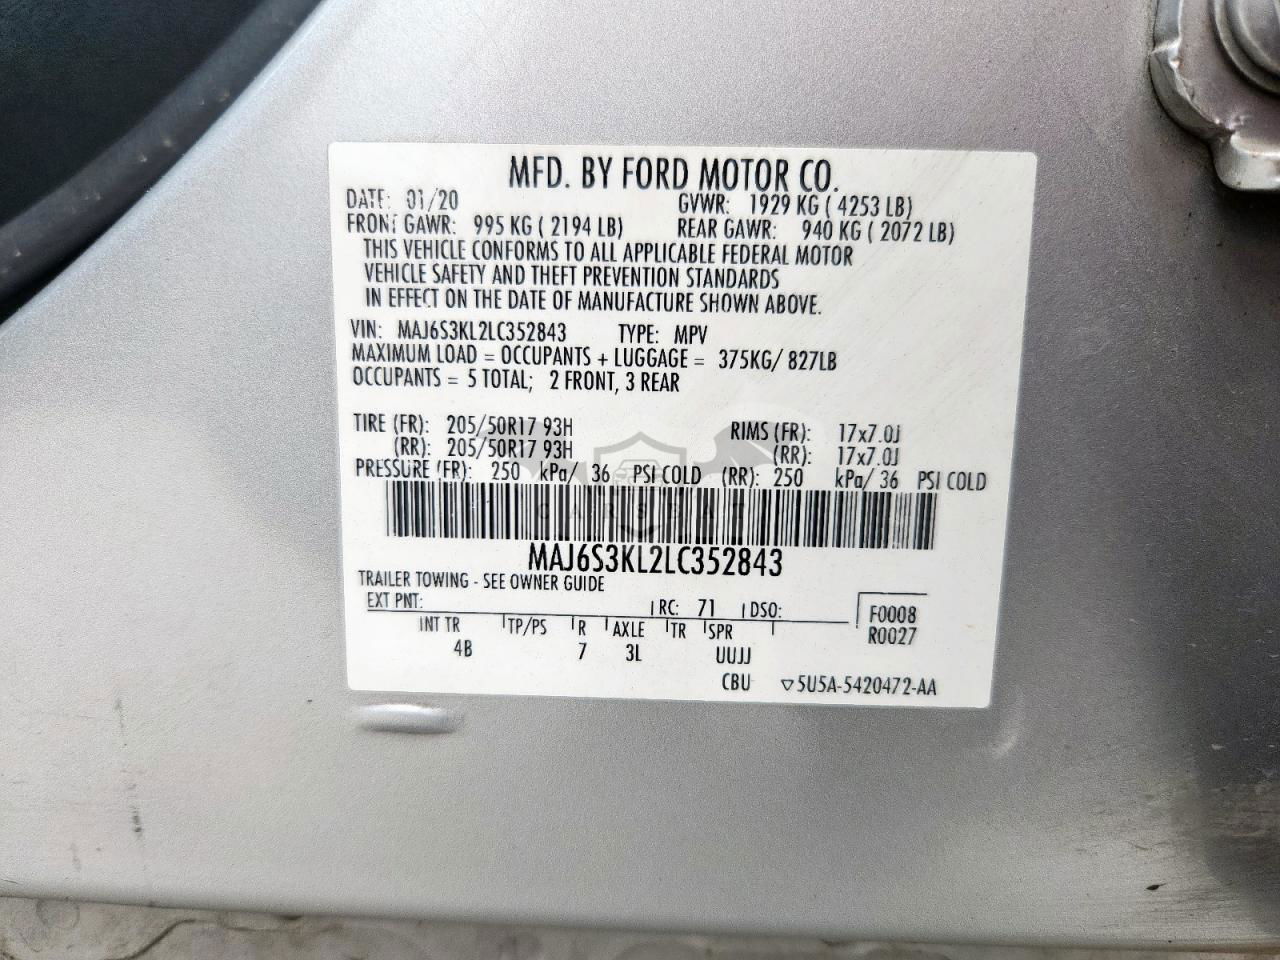 MFD. BY FORD MOTOR CO.
DATE: 01/20 GVWR: 1929 KG ( 4253 LB)
FRONT GAWR: 995 KG ( 2194 LB) REAR GAWR: 940 KG ( 2072 LB)
THIS VEHICLE CONFORMS TO ALL APPLICABLE FEDERAL MOTOR
VEHICLE SAFETY AND THEFT PREVENTION STANDARDS
IN EFFECT ON THE DATE OF MANUFACTURE SHOWN ABOVE.
VIN: MAJ6S3KL2LC352843 TYPE: MPV
MAXIMUM LOAD = OCCUPANTS + LUGGAGE = 375KG/ 827LB
OCCUPANTS = 5 TOTAL; 2 FRONT, 3 REAR
TIRE (FR): 205/50R17 93H RIMS (FR): 17x7.0J
(RR): 205/50R17 93H (RR): 17x7.0J
PRESSURE (FR): 250 kPa/ 36 PSI COLD (RR): 250 kPa/ 36 PSI COLD
CARSBAT
MAJ6S3KL2LC352843
TRAILER TOWING - SEE OWNER GUIDE
EXT PNT: RC: 71 DSO: F0008
INT TR TP/PS R AXLE TR SPR R0027
4B 7 3L UUJJ
CBU ▽5U5A-5420472-AA